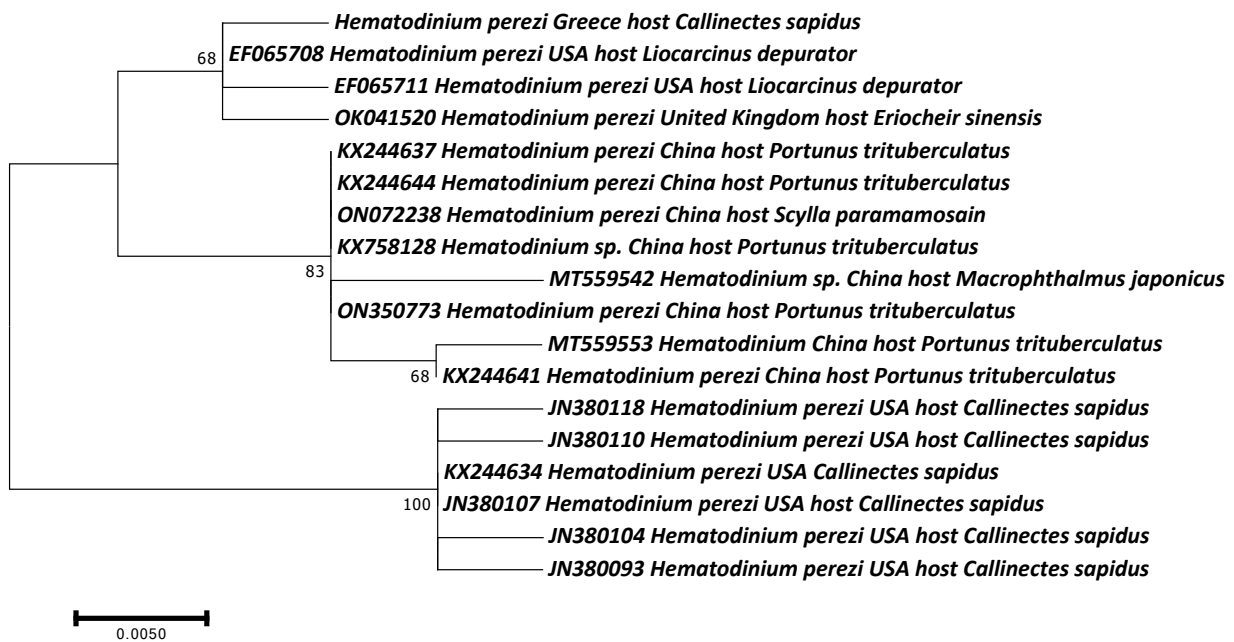 Hematodinium perezi Greece host Callinectes sapidus
68
EF065708 Hematodinium perezi USA host Liocarcinus depurator
EF065711 Hematodinium perezi USA host Liocarcinus depurator
OK041520 Hematodinium perezi United Kingdom host Eriocheir sinensis
KX244637 Hematodinium perezi China host Portunus trituberculatus
KX244644 Hematodinium perezi China host Portunus trituberculatus
ON072238 Hematodinium perezi China host Scylla paramamosain
KX758128 Hematodinium sp. China host Portunus trituberculatus
83
MT559542 Hematodinium sp. China host Macrophthalmus japonicus
ON350773 Hematodinium perezi China host Portunus trituberculatus
MT559553 Hematodinium China host Portunus trituberculatus
68
KX244641 Hematodinium perezi China host Portunus trituberculatus
JN380118 Hematodinium perezi USA host Callinectes sapidus
JN380110 Hematodinium perezi USA host Callinectes sapidus
KX244634 Hematodinium perezi USA Callinectes sapidus
100
JN380107 Hematodinium perezi USA host Callinectes sapidus
JN380104 Hematodinium perezi USA host Callinectes sapidus
JN380093 Hematodinium perezi USA host Callinectes sapidus
0.0050